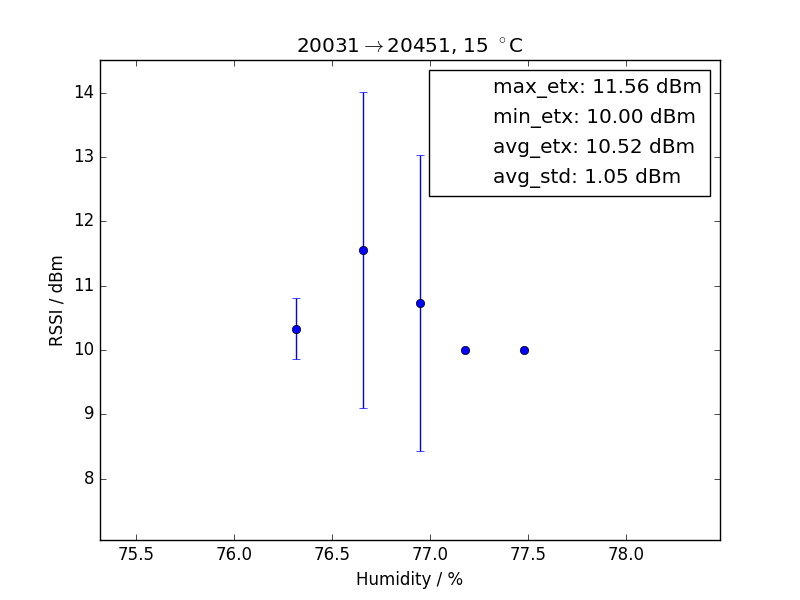 20031→20451, 15 °C
max_etx: 11.56 dBm
min_etx: 10.00 dBm
avg_etx: 10.52 dBm
avg_std: 1.05 dBm
14
13
12
11
10
9
8
RSSI / dBm
75.5 76.0 76.5 77.0 77.5 78.0
Humidity / %